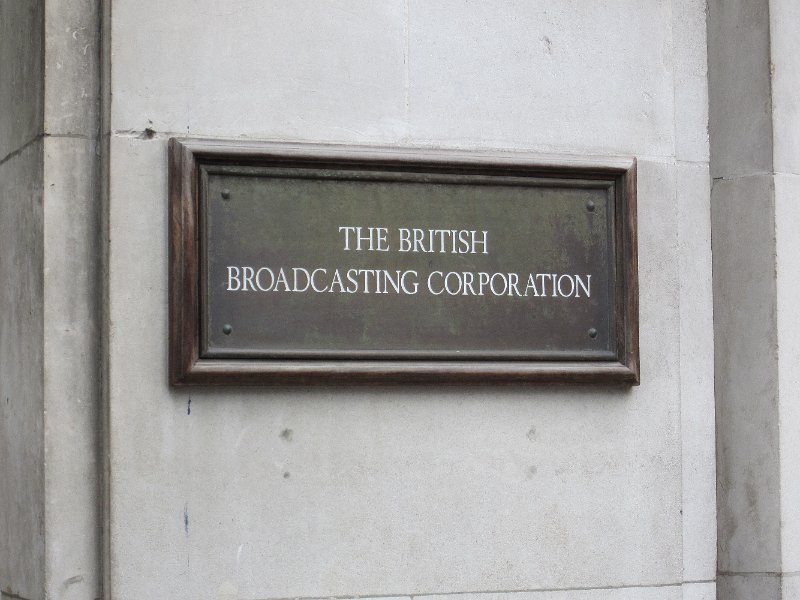 THE BRITISH
BROADCASTING CORPORATION